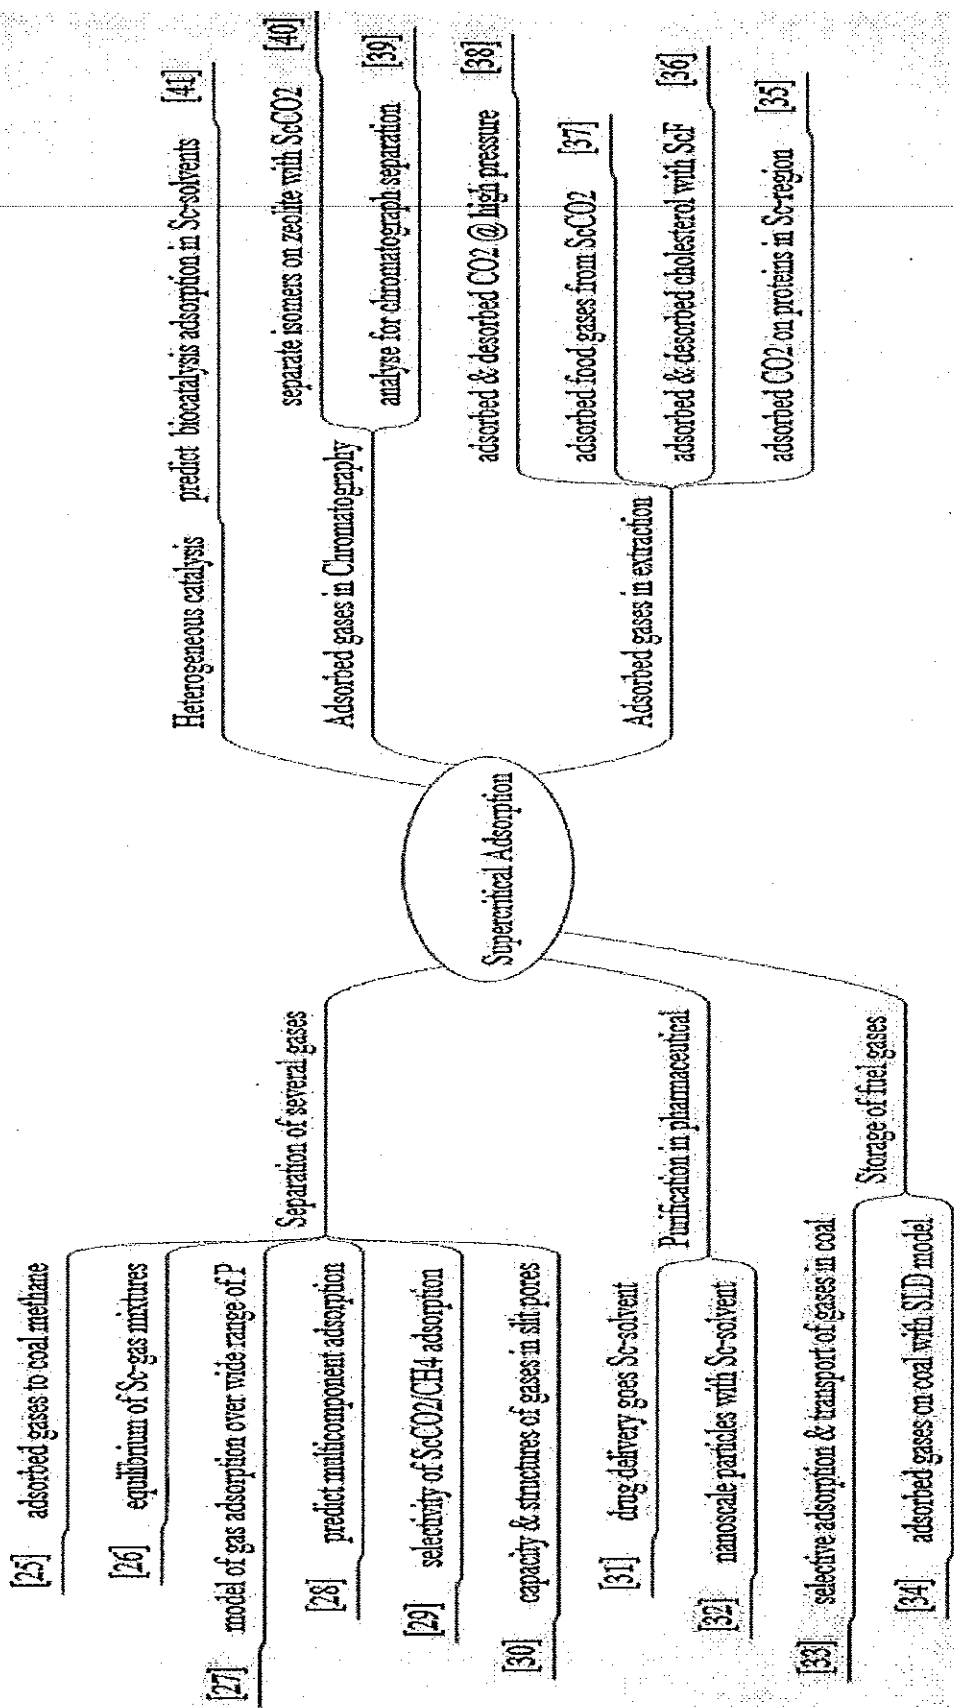 Supercritical Adsorption
Separation of several gases
[25] adsorbed gases to coal methane
[26] equilibrium of Sc-gas mixtures
[27] model of gas adsorption over wide range of P
[28] predict multicomponent adsorption
[29] selectivity of ScCO2/CH4 adsorption
[30] capacity & structures of gases in slit pores
Purification in pharmaceutical
[31] drug delivery goes Sc-solvent
[32] nanoscale particles with Sc-solvent
Storage of fuel gases
[33] selective adsorption & transport of gases in coal
[34] adsorbed gases on coal with SLD model
Heterogeneous catalysis
predict biocatalysis adsorption in Sc-solvents [41]
Adsorbed gases in Chromatography
separate isomers on zeolite with ScCO2 [40]
analyse for chromatograph separation [39]
Adsorbed gases in extraction
adsorbed & desorbed CO2 @ high pressure [38]
adsorbed food gases from ScCO2 [37]
adsorbed & desorbed cholesterol with ScF [36]
adsorbed CO2 on proteins in Sc-region [35]